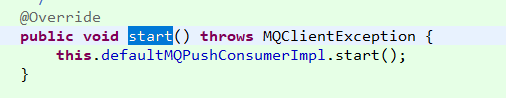 @Override
public void start() throws MQClientException {
this.defaultMQPushConsumerImpl.start();
}